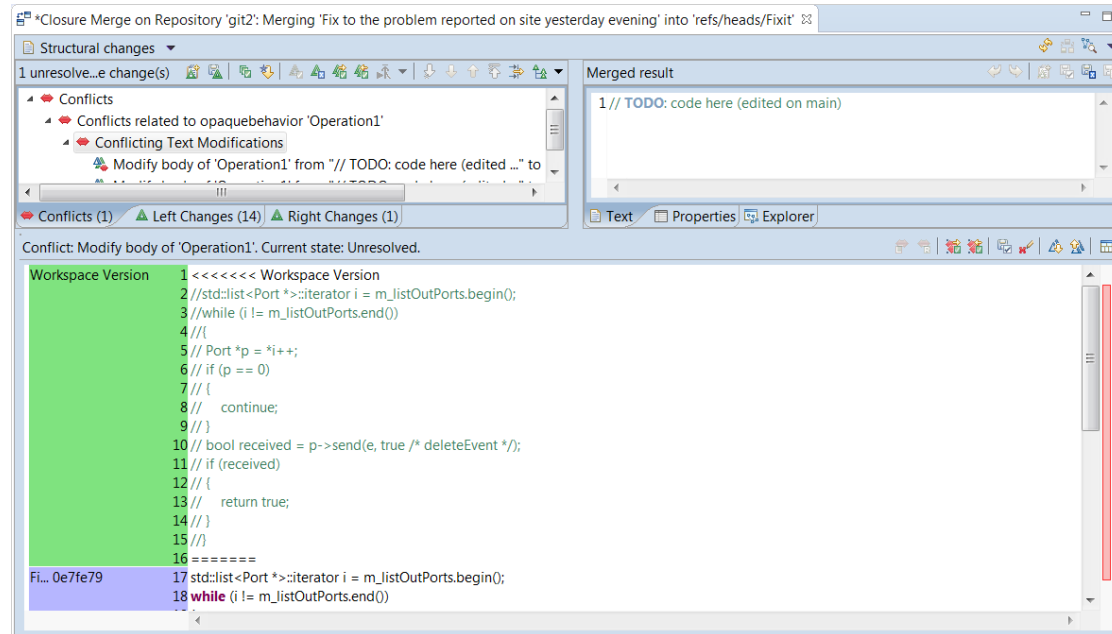 *Closure Merge on Repository 'git2': Merging 'Fix to the problem reported on site yesterday evening' into 'refs/heads/Fixit'
Structural changes
1 unresolve...e change(s)
Merged result
Conflicts
Conflicts related to opaquebehavior 'Operation1'
Conflicting Text Modifications
Modify body of 'Operation1' from "// TODO: code here (edited ..." to
1 // TODO: code here (edited on main)
Conflicts (1) Left Changes (14) Right Changes (1)
Text Properties Explorer
Conflict: Modify body of 'Operation1'. Current state: Unresolved.
Workspace Version 1 <<<<<<< Workspace Version
2 //std::list<Port *>::iterator i = m_listOutPorts.begin();
3 //while (i != m_listOutPorts.end())
4 //{
5 // Port *p = *i++;
6 // if (p == 0)
7 // {
8 // continue;
9 // }
10 // bool received = p->send(e, true /* deleteEvent */);
11 // if (received)
12 // {
13 // return true;
14 // }
15 //}
16 =======
Fi... 0e7fe79 17 std::list<Port *>::iterator i = m_listOutPorts.begin();
18 while (i != m_listOutPorts.end())